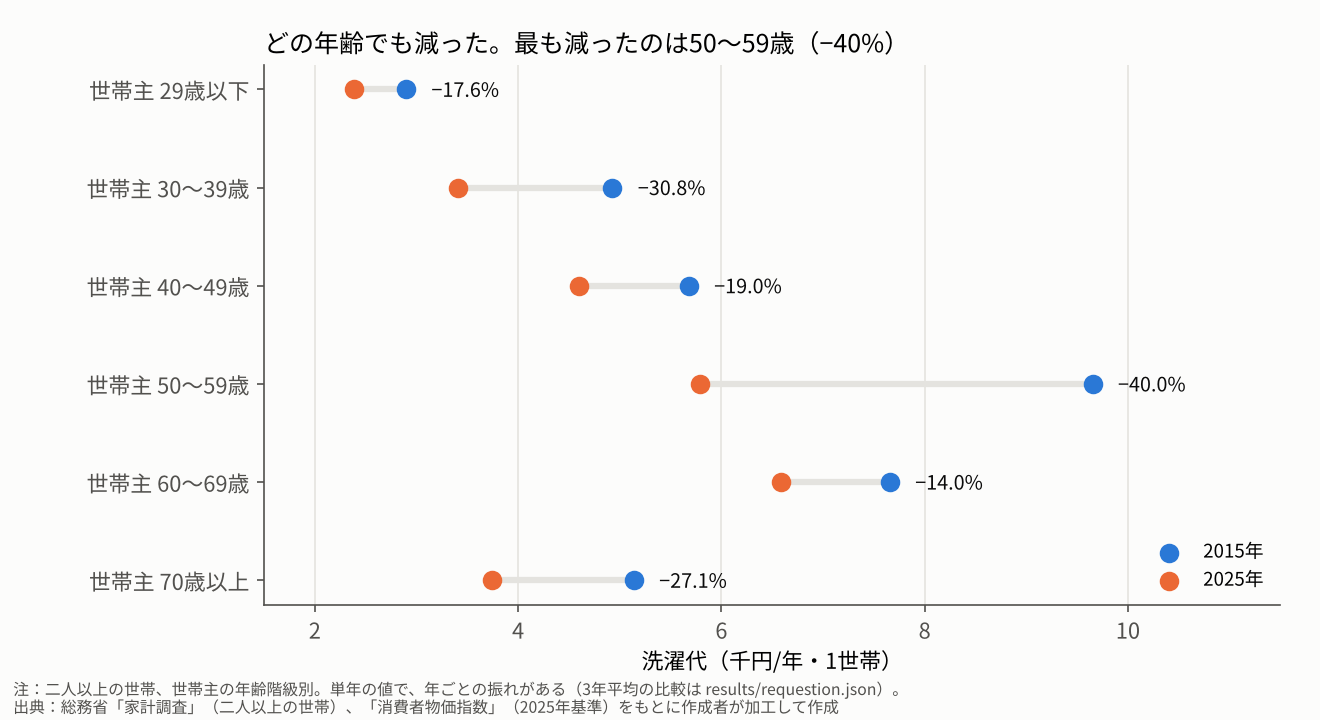 どの年齢でも減った。最も減ったのは50〜59歳（−40%）
世帯主 29歳以下
−17.6%
世帯主 30〜39歳
−30.8%
世帯主 40〜49歳
−19.0%
世帯主 50〜59歳
−40.0%
世帯主 60〜69歳
−14.0%
世帯主 70歳以上
−27.1%
2015年
2025年
2 4 6 8 10
洗濯代（千円/年・1世帯）
注：二人以上の世帯、世帯主の年齢階級別。単年の値で、年ごとの振れがある（3年平均の比較は results/requestion.json）。
出典：総務省「家計調査」（二人以上の世帯）、「消費者物価指数」（2025年基準）をもとに作成者が加工して作成